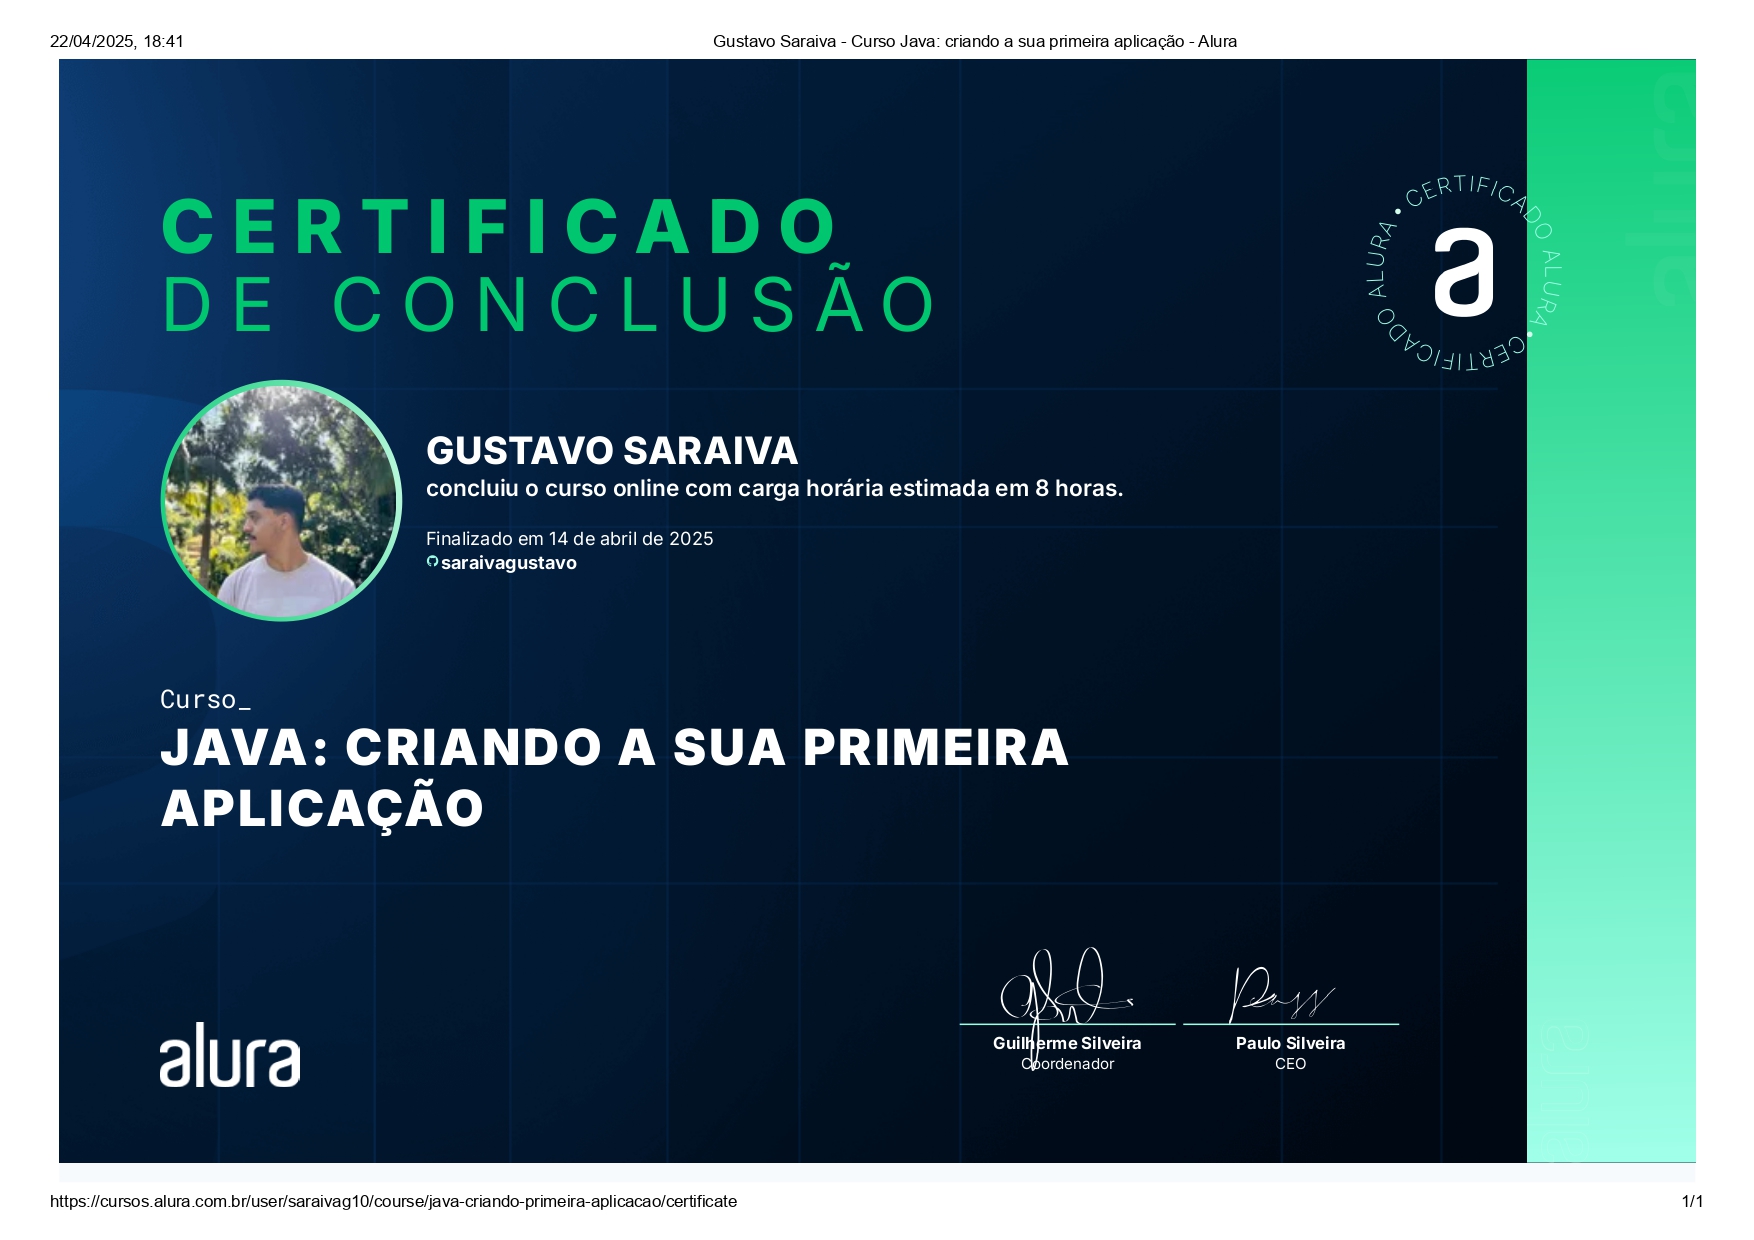 22/04/2025, 18:41
Gustavo Saraiva - Curso Java: criando a sua primeira aplicação - Alura
CERTIFICADO
DE CONCLUSÃO
CERTIFICADO ALURA • CERTIFICADO ALURA •
a
alura
GUSTAVO SARAIVA
concluiu o curso online com carga horária estimada em 8 horas.
Finalizado em 14 de abril de 2025
saraivagustavo
Curso_
JAVA: CRIANDO A SUA PRIMEIRA
APLICAÇÃO
Guilherme Silveira
Coordenador
Paulo Silveira
CEO
alura
alura
https://cursos.alura.com.br/user/saraivag10/course/java-criando-primeira-aplicacao/certificate
1/1